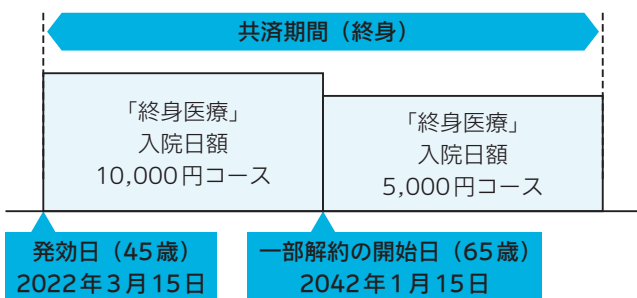 共済期間（終身）
「終身医療」
入院日額
10,000円コース
「終身医療」
入院日額
5,000円コース
発効日（45歳）
2022年3月15日
一部解約の開始日（65歳）
2042年1月15日